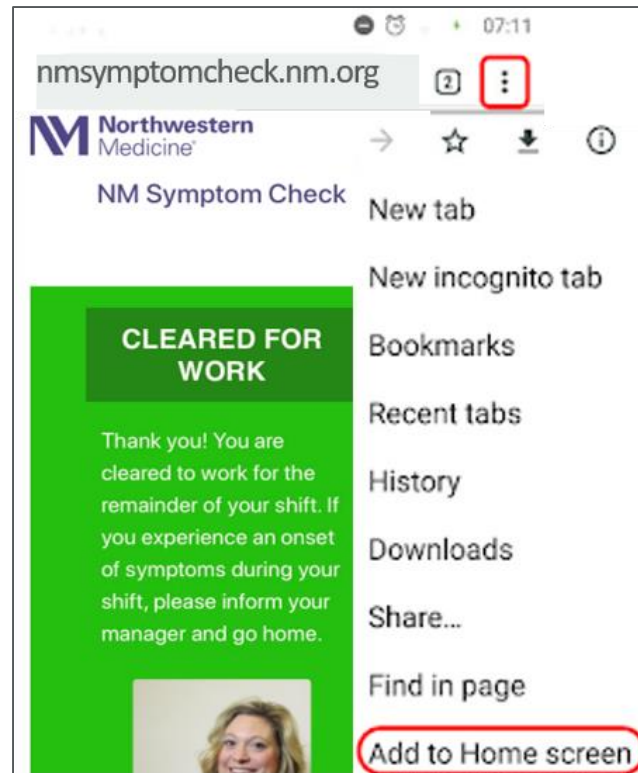 07:11
nmsymptomcheck.nm.org
2
Northwestern
Medicine®
NM Symptom Check
CLEARED FOR
WORK
Thank you! You are
cleared to work for the
remainder of your shift. If
you experience an onset
of symptoms during your
shift, please inform your
manager and go home.
New tab
New incognito tab
Bookmarks
Recent tabs
History
Downloads
Share...
Find in page
Add to Home screen